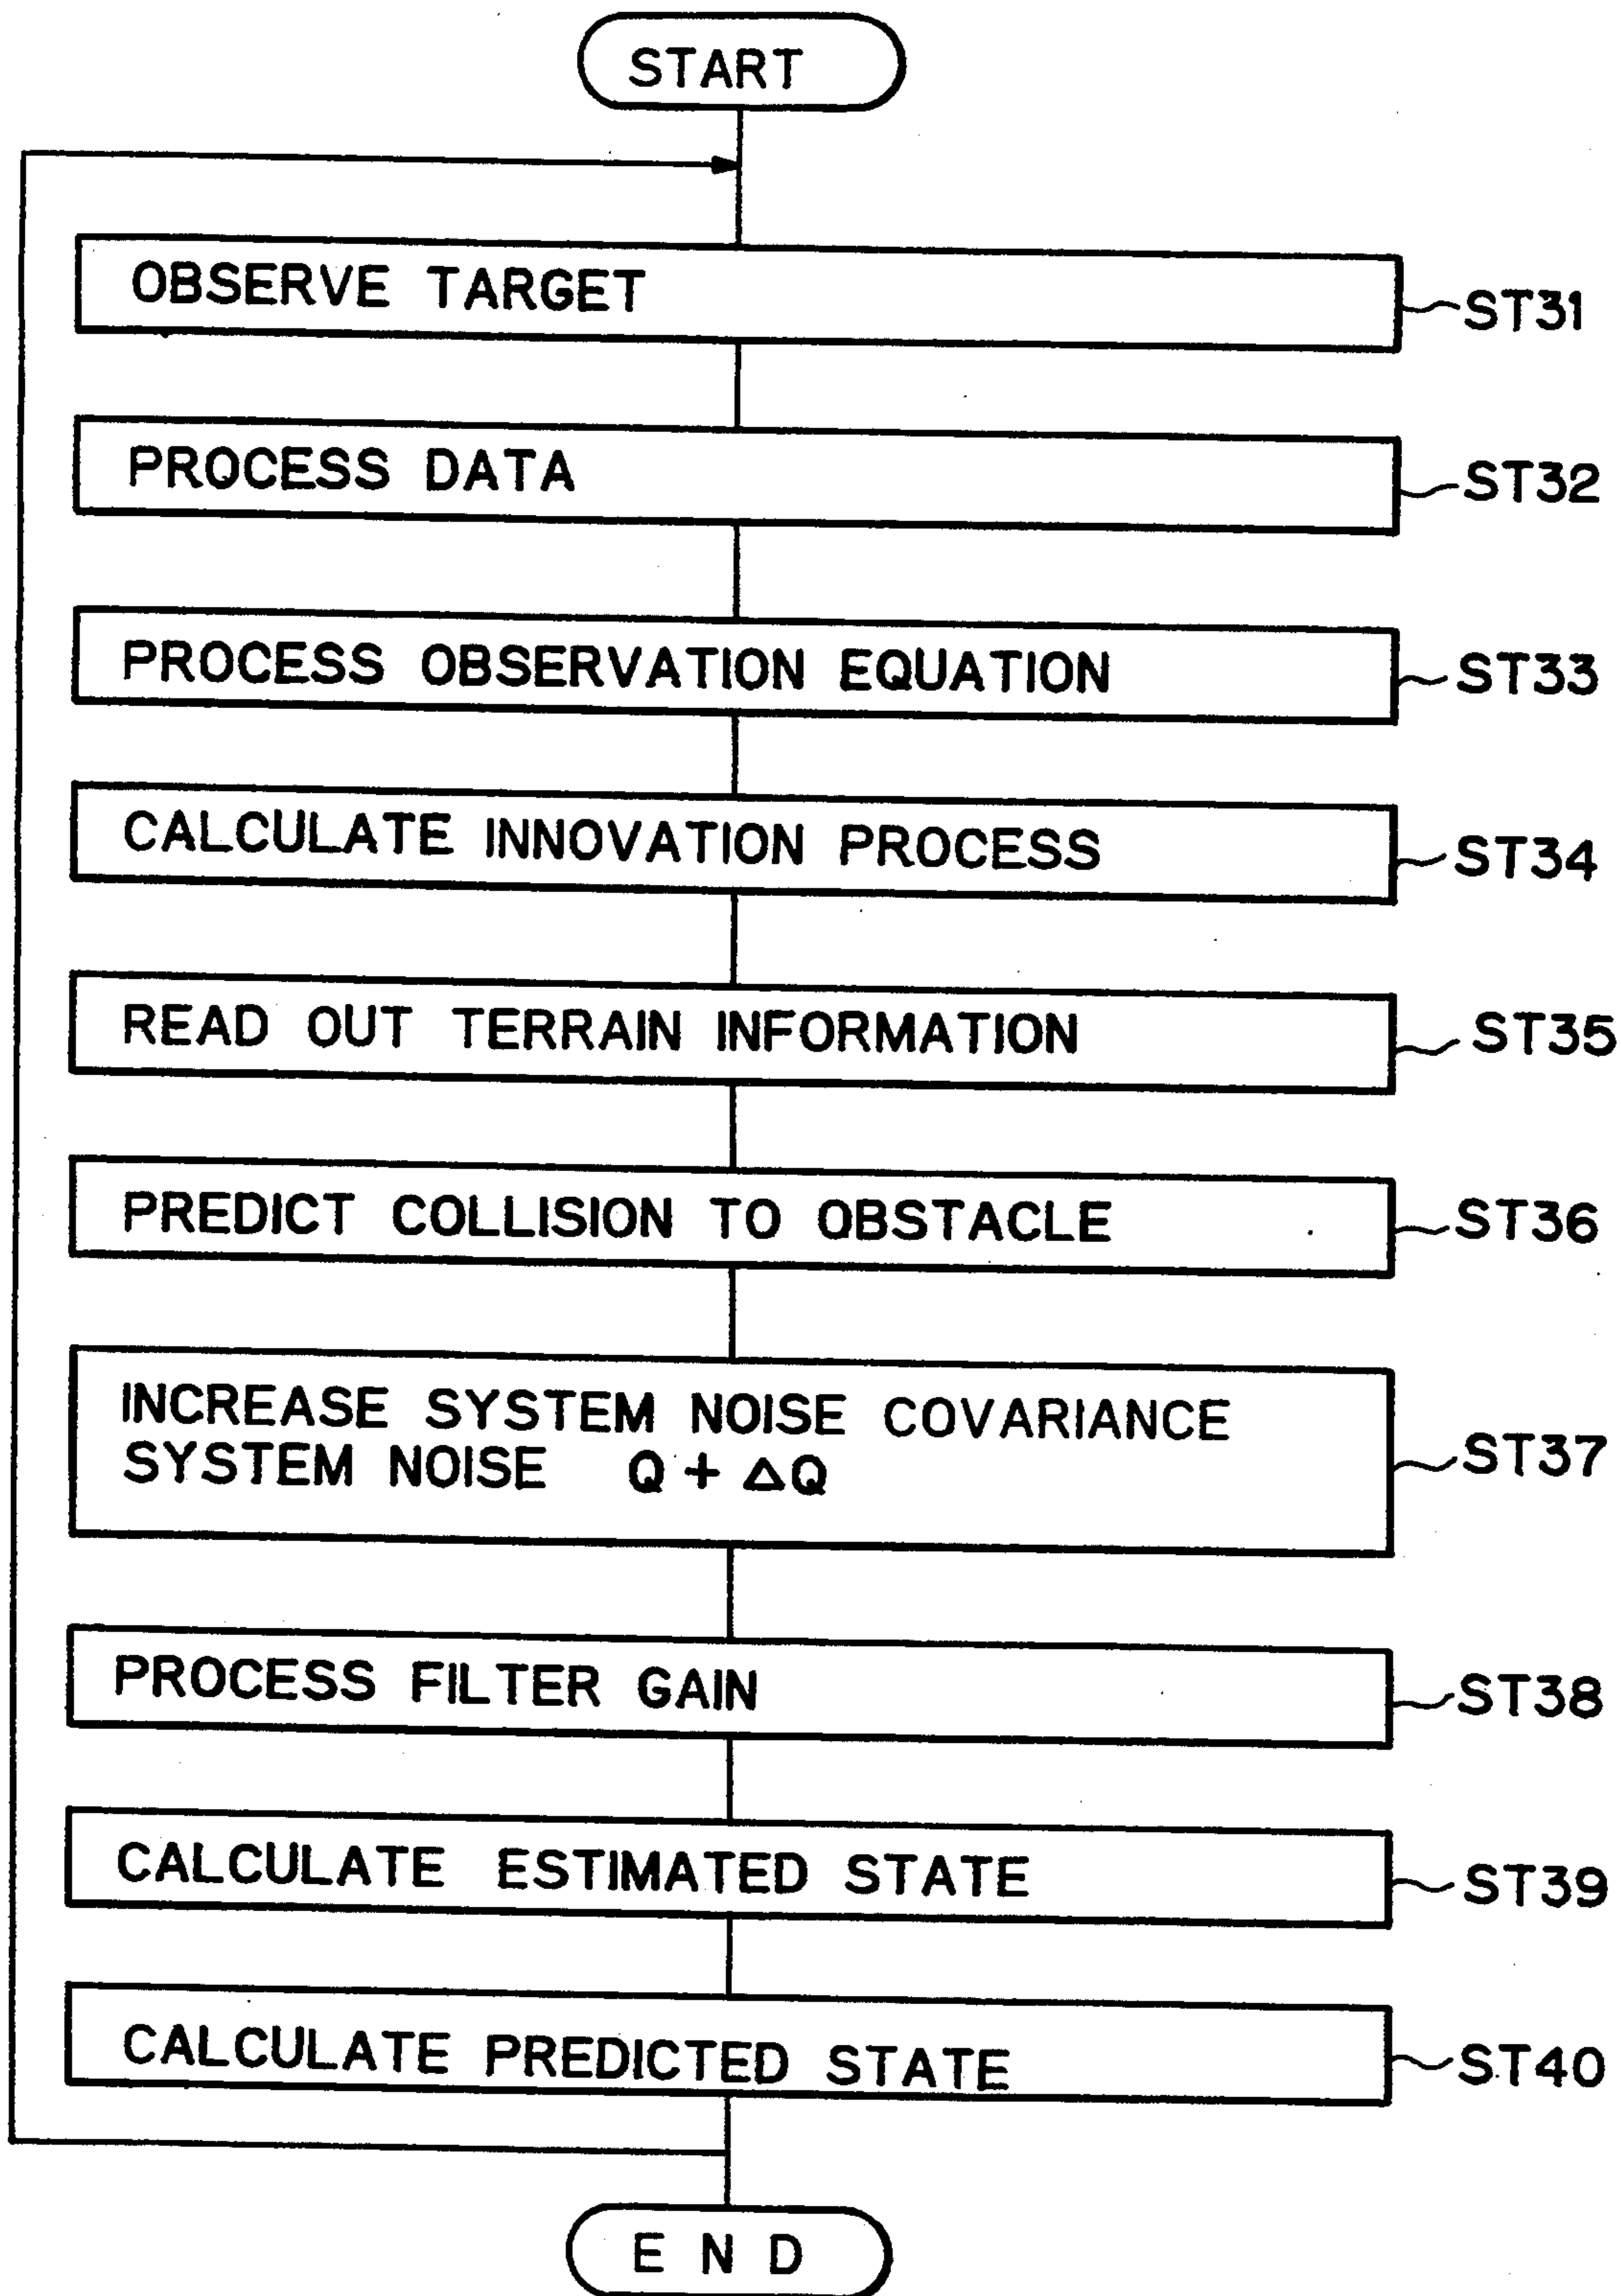 START
OBSERVE TARGET
ST31
PROCESS DATA
ST32
PROCESS OBSERVATION EQUATION
ST33
CALCULATE INNOVATION PROCESS
ST34
READ OUT TERRAIN INFORMATION
ST35
PREDICT COLLISION TO OBSTACLE
ST36
INCREASE SYSTEM NOISE COVARIANCE
SYSTEM NOISE Q + ΔQ
ST37
PROCESS FILTER GAIN
ST38
CALCULATE ESTIMATED STATE
ST39
CALCULATE PREDICTED STATE
ST40
END